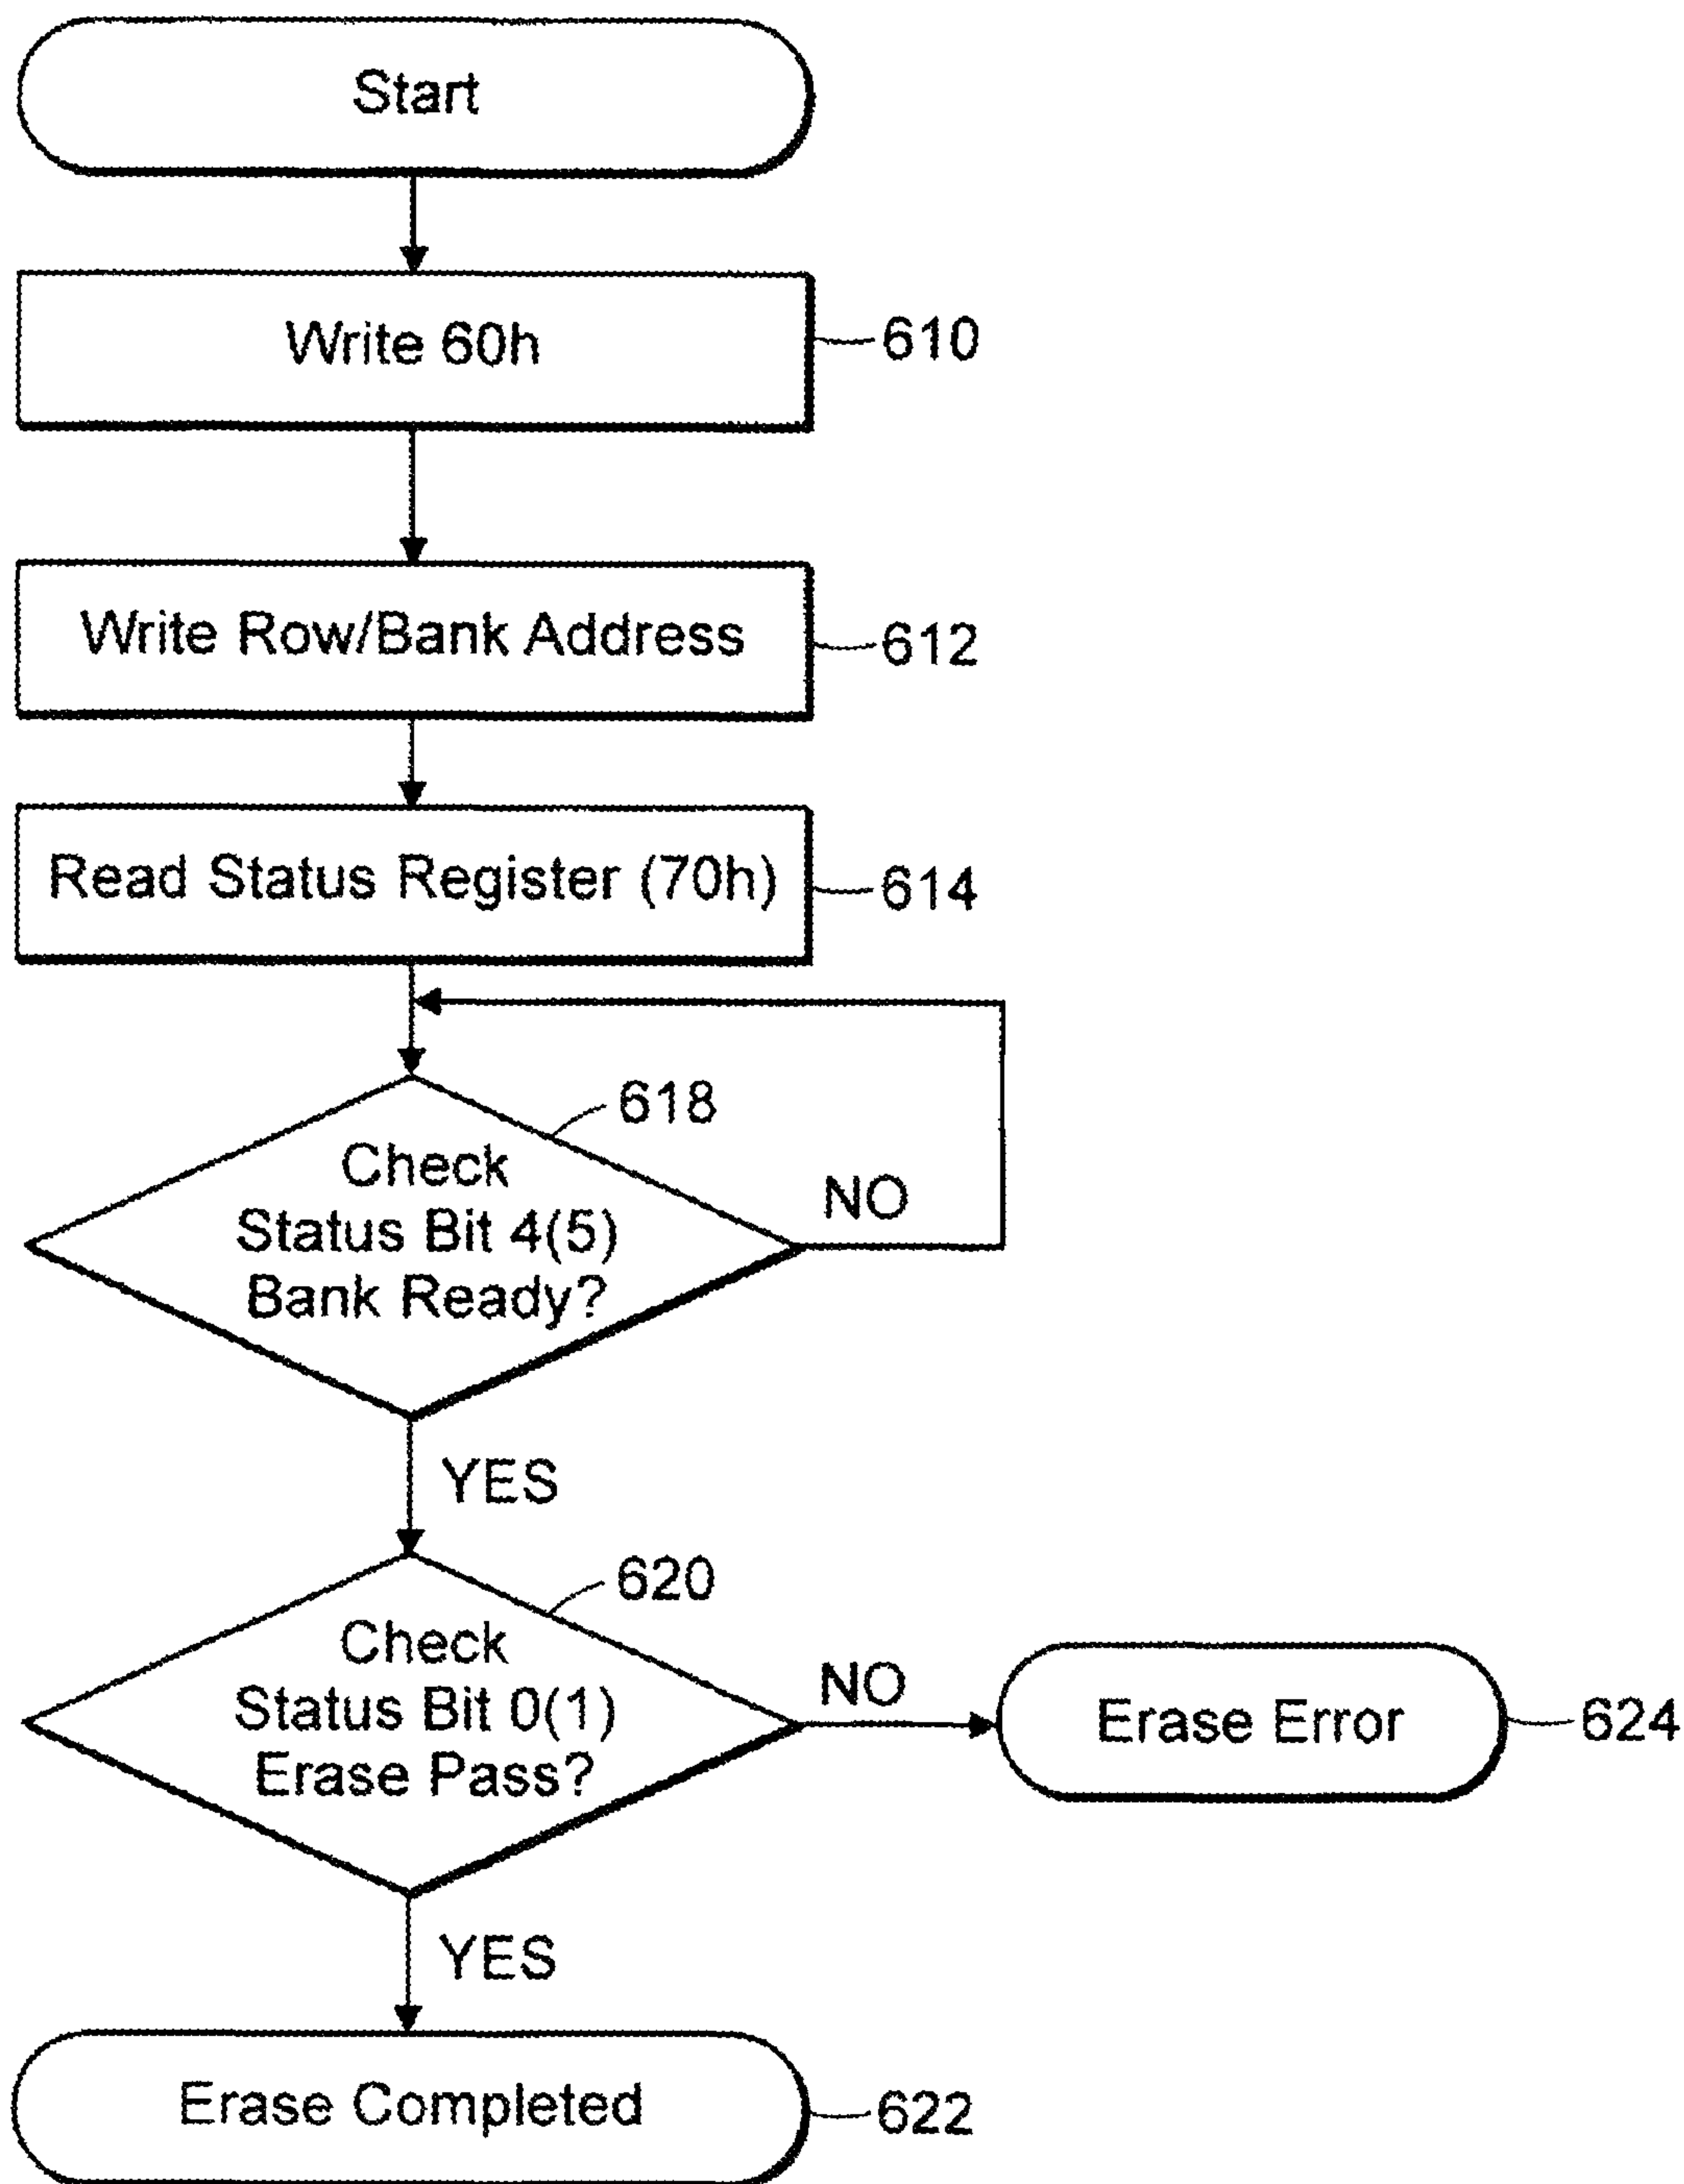 Start
Write 60h
610
Write Row/Bank Address
612
Read Status Register (70h)
614
618
Check
Status Bit 4(5)
Bank Ready?
NO
YES
620
Check
Status Bit 0(1)
Erase Pass?
NO
Erase Error
624
YES
Erase Completed
622